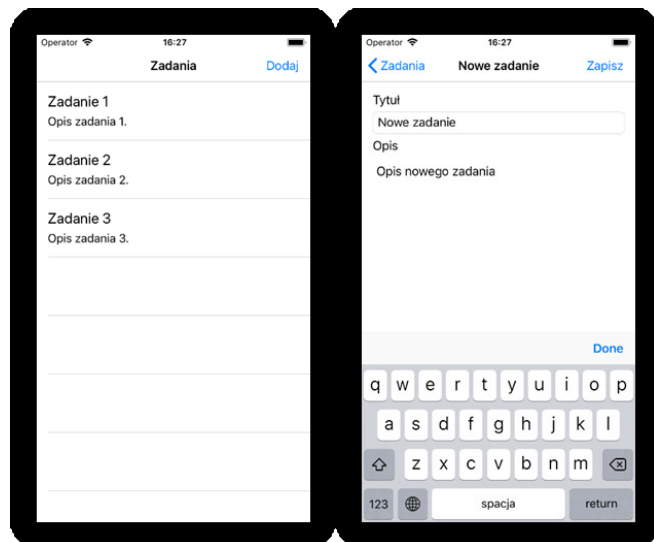 Operator 16:27
Zadania Dodaj
Zadanie 1
Opis zadania 1.
Zadanie 2
Opis zadania 2.
Zadanie 3
Opis zadania 3.
Operator 16:27
Zadania Nowe zadanie Zapisz
Tytuł
Nowe zadanie
Opis
Opis nowego zadania
Done
q w e r t y u i o p
a s d f g h j k l
z x c v b n m
123 spacja return